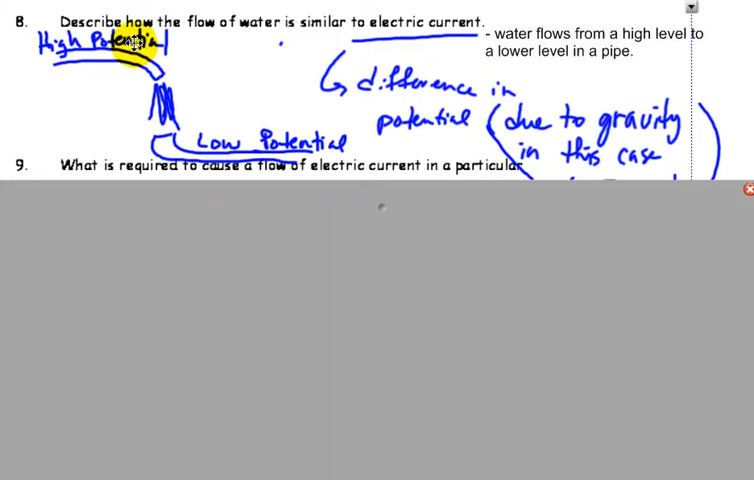 8. Describe how the flow of water is similar to electric current.
- water flows from a high level to
a lower level in a pipe.
High Potential
difference in
potential (due to gravity
in this case
Low Potential
9. What is required to cause a flow of electric current in a particular